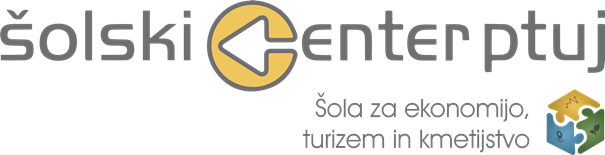 šolski center ptuj
Šola za ekonomijo,
turizem in kmetijstvo